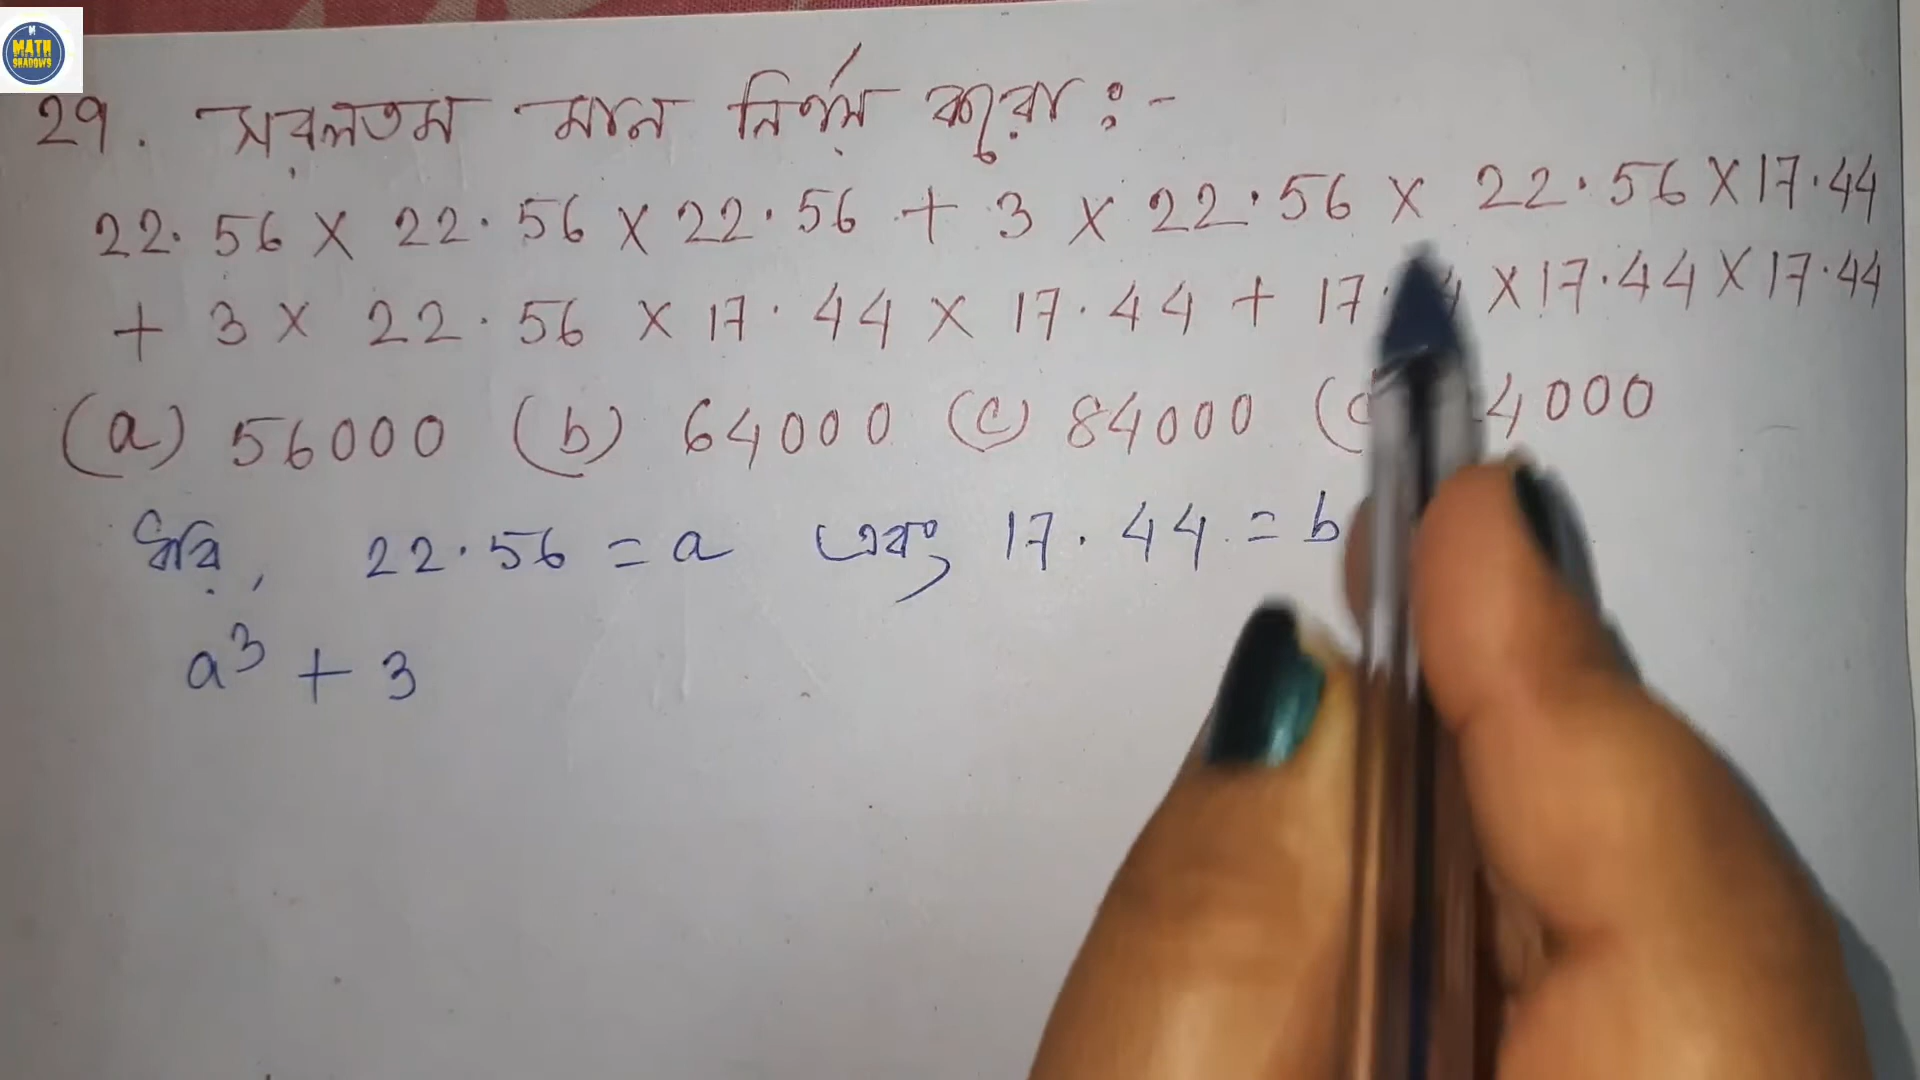 M
MATH
SHADOWS
29. সরলতম মান নির্ণয় করো :-
22.56 × 22.56 × 22.56 + 3 × 22.56 × 22.56 × 17.44
+ 3 × 22.56 × 17.44 × 17.44 + 17. 4 × 17.44 × 17.44
(a) 56000 (b) 64000 (c) 84000 ( 4000
ধরি, 22.56 = a এবং 17.44 = b
a³ + 3